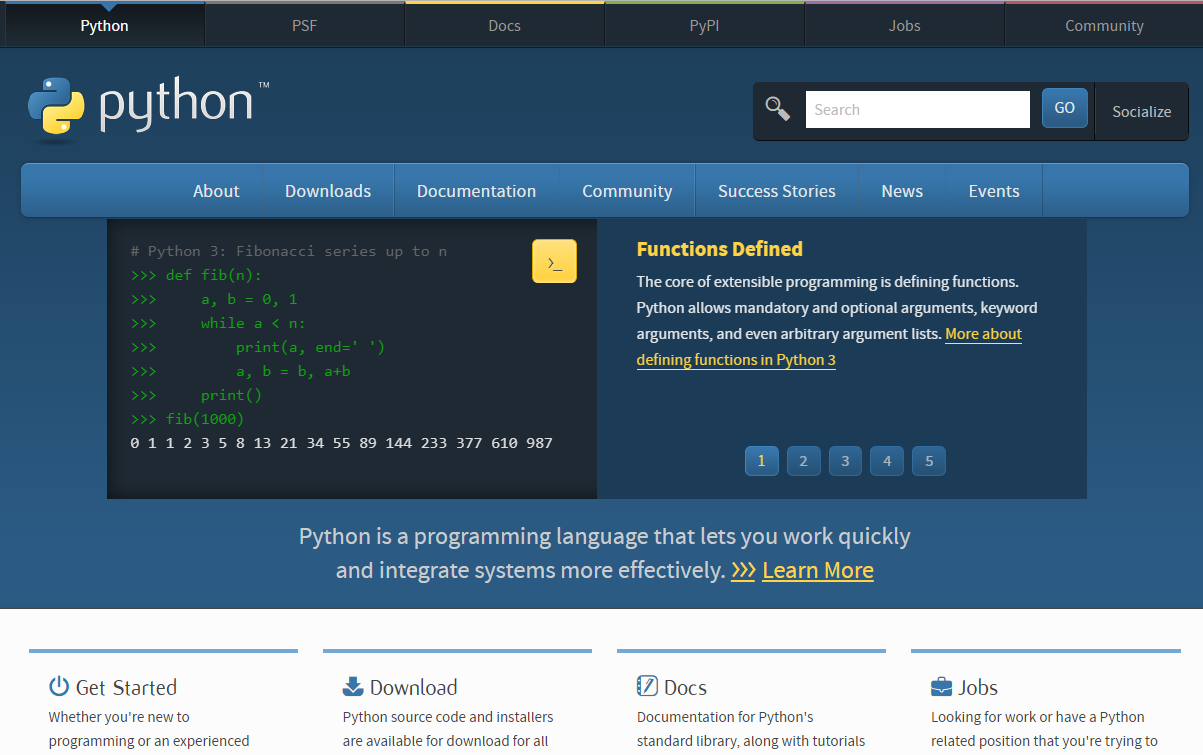 Python PSF Docs PyPI Jobs Community
python™
Search GO Socialize
About Downloads Documentation Community Success Stories News Events
# Python 3: Fibonacci series up to n
>>> def fib(n):
>>>     a, b = 0, 1
>>>     while a < n:
>>>         print(a, end=' ')
>>>         a, b = b, a+b
>>>     print()
>>> fib(1000)
0 1 1 2 3 5 8 13 21 34 55 89 144 233 377 610 987
>_
Functions Defined
The core of extensible programming is defining functions.
Python allows mandatory and optional arguments, keyword
arguments, and even arbitrary argument lists. More about
defining functions in Python 3
1 2 3 4 5
Python is a programming language that lets you work quickly
and integrate systems more effectively. >>> Learn More
Get Started
Whether you're new to
programming or an experienced
Download
Python source code and installers
are available for download for all
Docs
Documentation for Python's
standard library, along with tutorials
Jobs
Looking for work or have a Python
related position that you're trying to